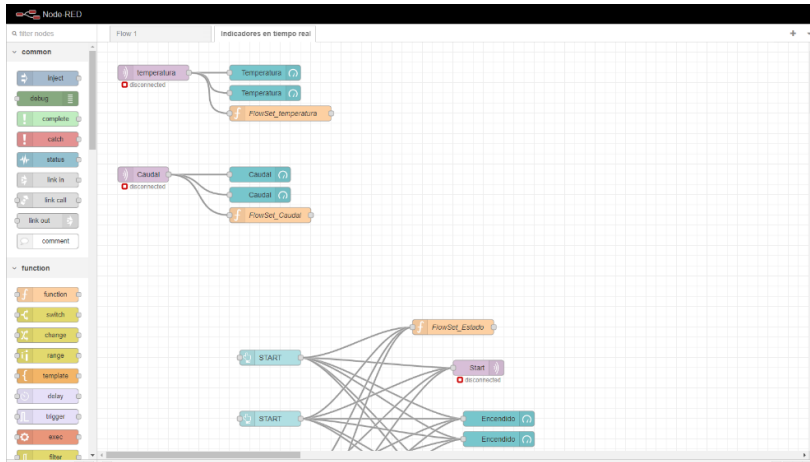 Node-RED
filter nodes
Flow 1
Indicadores en tiempo real
common
inject
debug
complete
catch
status
link in
link call
link out
comment
function
function
switch
change
range
template
delay
trigger
exec
filter
temperatura
disconnected
Temperatura
Temperatura
FlowSet_temperatura
Caudal
disconnected
Caudal
Caudal
FlowSet_Caudal
FlowSet_Estado
START
Start
disconnected
START
Encendido
Encendido